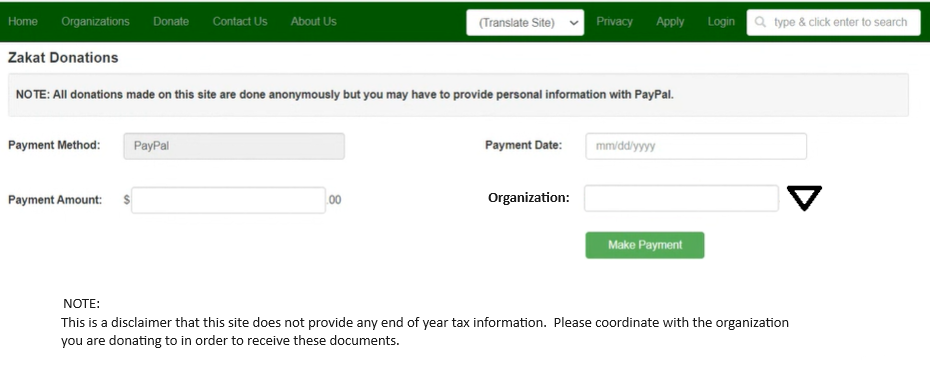 Home Organizations Donate Contact Us About Us (Translate Site) Privacy Apply Login type & click enter to search
Zakat Donations
NOTE: All donations made on this site are done anonymously but you may have to provide personal information with PayPal.
Payment Method: PayPal Payment Date: mm/dd/yyyy
Payment Amount: $ .00 Organization:
Make Payment
NOTE:
This is a disclaimer that this site does not provide any end of year tax information. Please coordinate with the organization
you are donating to in order to receive these documents.